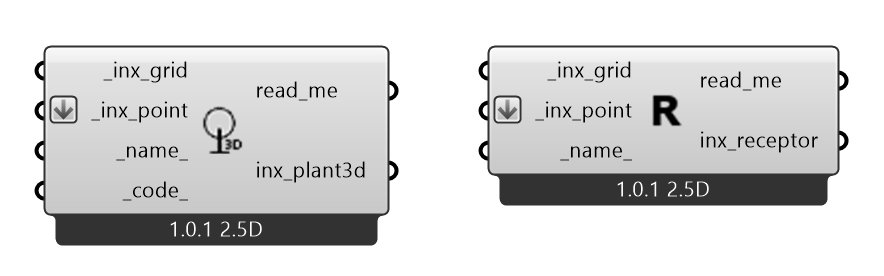 _inx_grid
_inx_point
_name_
_code_
3D
read_me
inx_plant3d
1.0.1 2.5D
_inx_grid
_inx_point
_name_
R
read_me
inx_receptor
1.0.1 2.5D